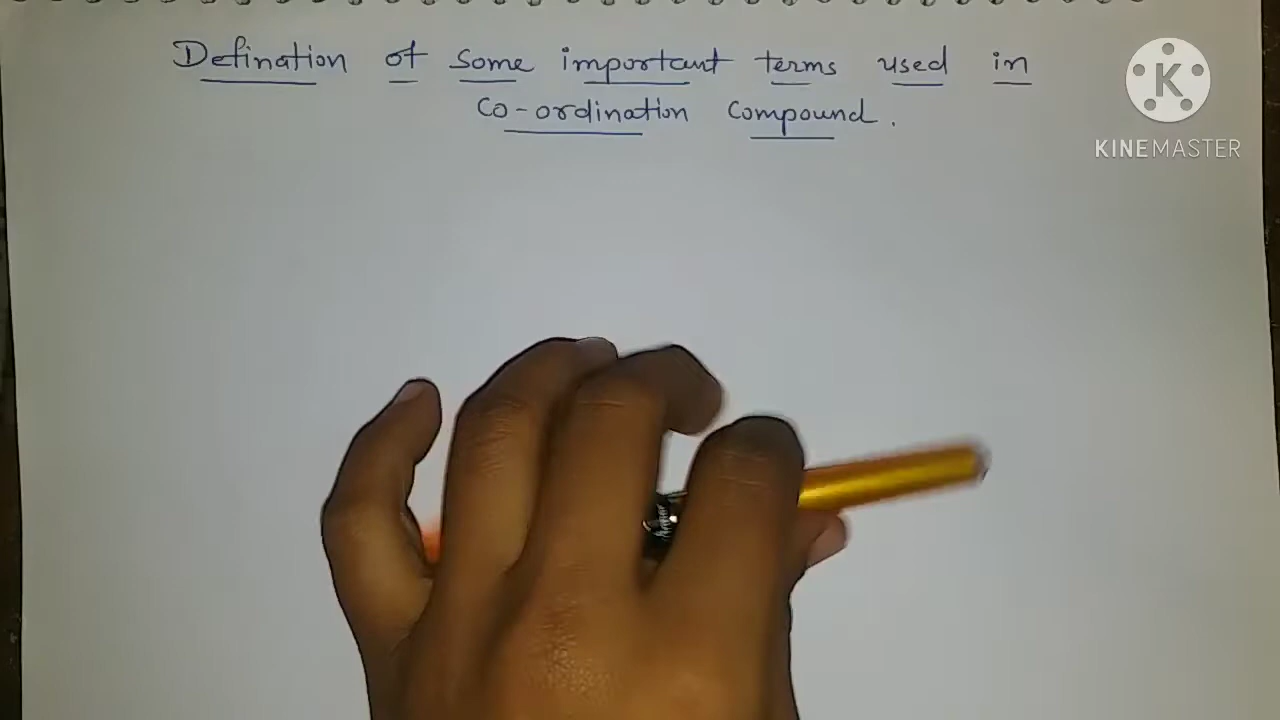 Defination of some important terms used in
Co-ordination Compound.
K
KINEMASTER